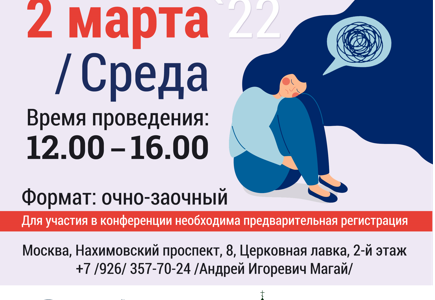 2 марта `22
/ Среда
Время проведения:
12.00 – 16.00
Формат: очно-заочный
Для участия в конференции необходима предварительная регистрация
Москва, Нахимовский проспект, 8, Церковная лавка, 2-й этаж
+7 /926/ 357-70-24 /Андрей Игоревич Магай/